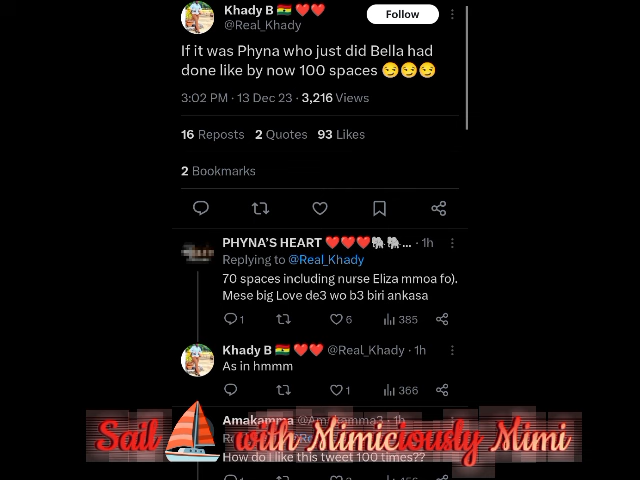 Khady B 🇬🇭 ❤️❤️
Follow
@Real_Khady
If it was Phyna who just did Bella had
done like by now 100 spaces 😏😏😏
3:02 PM · 13 Dec 23 · 3,216 Views
16 Reposts 2 Quotes 93 Likes
2 Bookmarks
PHYNA'S HEART ❤️❤️❤️🐘🐘... · 1h
Replying to @Real_Khady
70 spaces including nurse Eliza mmoa fo).
Mese big Love de3 wo b3 biri ankasa
1 6 385
Khady B 🇬🇭 ❤️❤️ @Real_Khady · 1h
As in hmmm
1 366
Amakamma @Amakamma3 · 1h
Sail ⛵ with Mimiciously Mimi
How do I like this tweet 100 times??